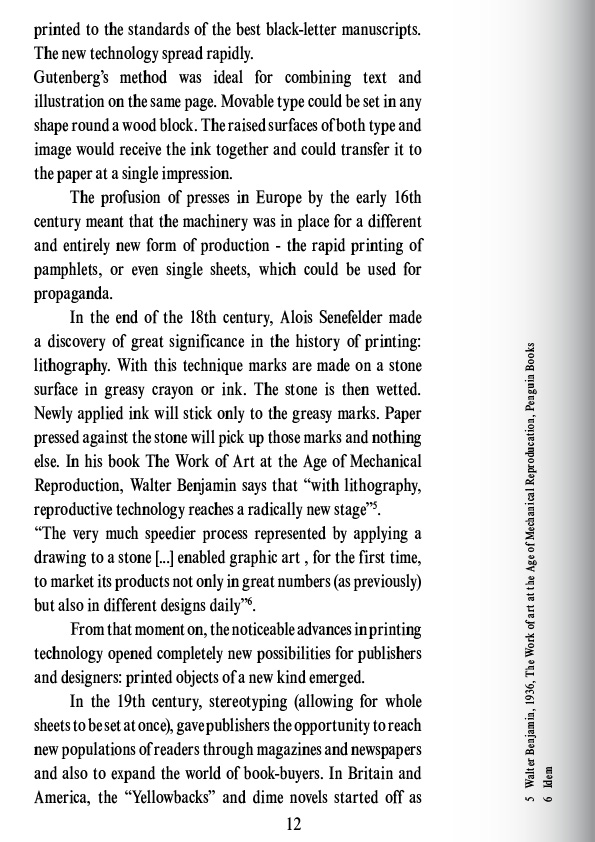 printed to the standards of the best black-letter manuscripts.
The new technology spread rapidly.
Gutenberg's method was ideal for combining text and
illustration on the same page. Movable type could be set in any
shape round a wood block. The raised surfaces of both type and
image would receive the ink together and could transfer it to
the paper at a single impression.
The profusion of presses in Europe by the early 16th
century meant that the machinery was in place for a different
and entirely new form of production - the rapid printing of
pamphlets, or even single sheets, which could be used for
propaganda.
In the end of the 18th century, Alois Senefelder made
a discovery of great significance in the history of printing:
lithography. With this technique marks are made on a stone
surface in greasy crayon or ink. The stone is then wetted.
Newly applied ink will stick only to the greasy marks. Paper
pressed against the stone will pick up those marks and nothing
else. In his book The Work of Art at the Age of Mechanical
Reproduction, Walter Benjamin says that “with lithography,
reproductive technology reaches a radically new stage”5.
“The very much speedier process represented by applying a
drawing to a stone [...] enabled graphic art , for the first time,
to market its products not only in great numbers (as previously)
but also in different designs daily”6.
From that moment on, the noticeable advances in printing
technology opened completely new possibilities for publishers
and designers: printed objects of a new kind emerged.
In the 19th century, stereotyping (allowing for whole
sheets to be set at once), gave publishers the opportunity to reach
new populations of readers through magazines and newspapers
and also to expand the world of book-buyers. In Britain and
America, the “Yellowbacks” and dime novels started off as
12
5 Walter Benjamin, 1936, The Work of art at the Age of Mechanical Reproducation, Penguin Books
6 Idem